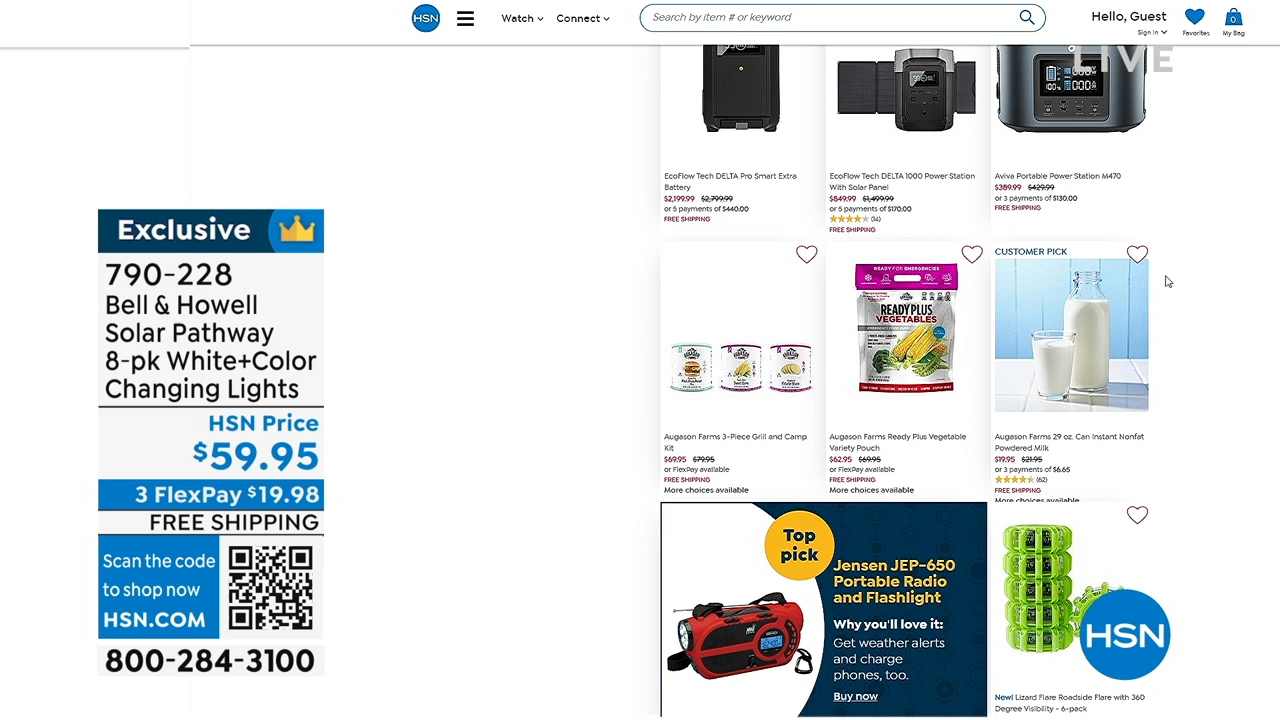 HSN
Watch
Connect
Search by item # or keyword
Hello, Guest
Sign In
Favorites
0
My Bag
LIVE
Exclusive
790-228
Bell & Howell
Solar Pathway
8-pk White+Color
Changing Lights
HSN Price
$59.95
3 FlexPay $19.98
FREE SHIPPING
Scan the code
to shop now
HSN.COM
800-284-3100
EcoFlow Tech DELTA Pro Smart Extra
Battery
$2,199.99 $2,799.99
or 5 payments of $440.00
FREE SHIPPING
EcoFlow Tech DELTA 1000 Power Station
With Solar Panel
$849.99 $1,499.99
or 5 payments of $170.00
(14)
FREE SHIPPING
Aviva Portable Power Station M470
$389.99 $429.99
or 3 payments of $130.00
FREE SHIPPING
Augason Farms 3-Piece Grill and Camp
Kit
$69.95 $79.95
or FlexPay available
FREE SHIPPING
More choices available
READY FOR EMERGENCIES
READYPLUS
VEGETABLES
Augason Farms Ready Plus Vegetable
Variety Pouch
$62.95 $69.95
or FlexPay available
FREE SHIPPING
More choices available
CUSTOMER PICK
Augason Farms 29 oz. Can Instant Nonfat
Powdered Milk
$19.95 $21.95
or 3 payments of $6.65
(62)
FREE SHIPPING
More choices available
Top
pick
Jensen JEP-650
Portable Radio
and Flashlight
Why you'll love it:
Get weather alerts
and charge
phones, too.
Buy now
HSN
New! Lizard Flare Roadside Flare with 360
Degree Visibility - 6-pack